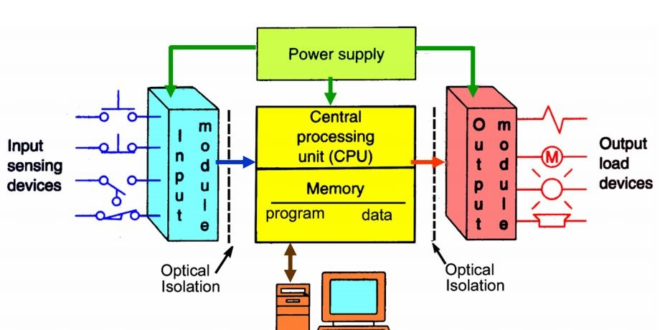 Power supply
Central
processing
unit (CPU)
Memory
program data
Input
sensing
devices
Input
module
Output
module
M
Output
load
devices
Optical
Isolation
Optical
Isolation